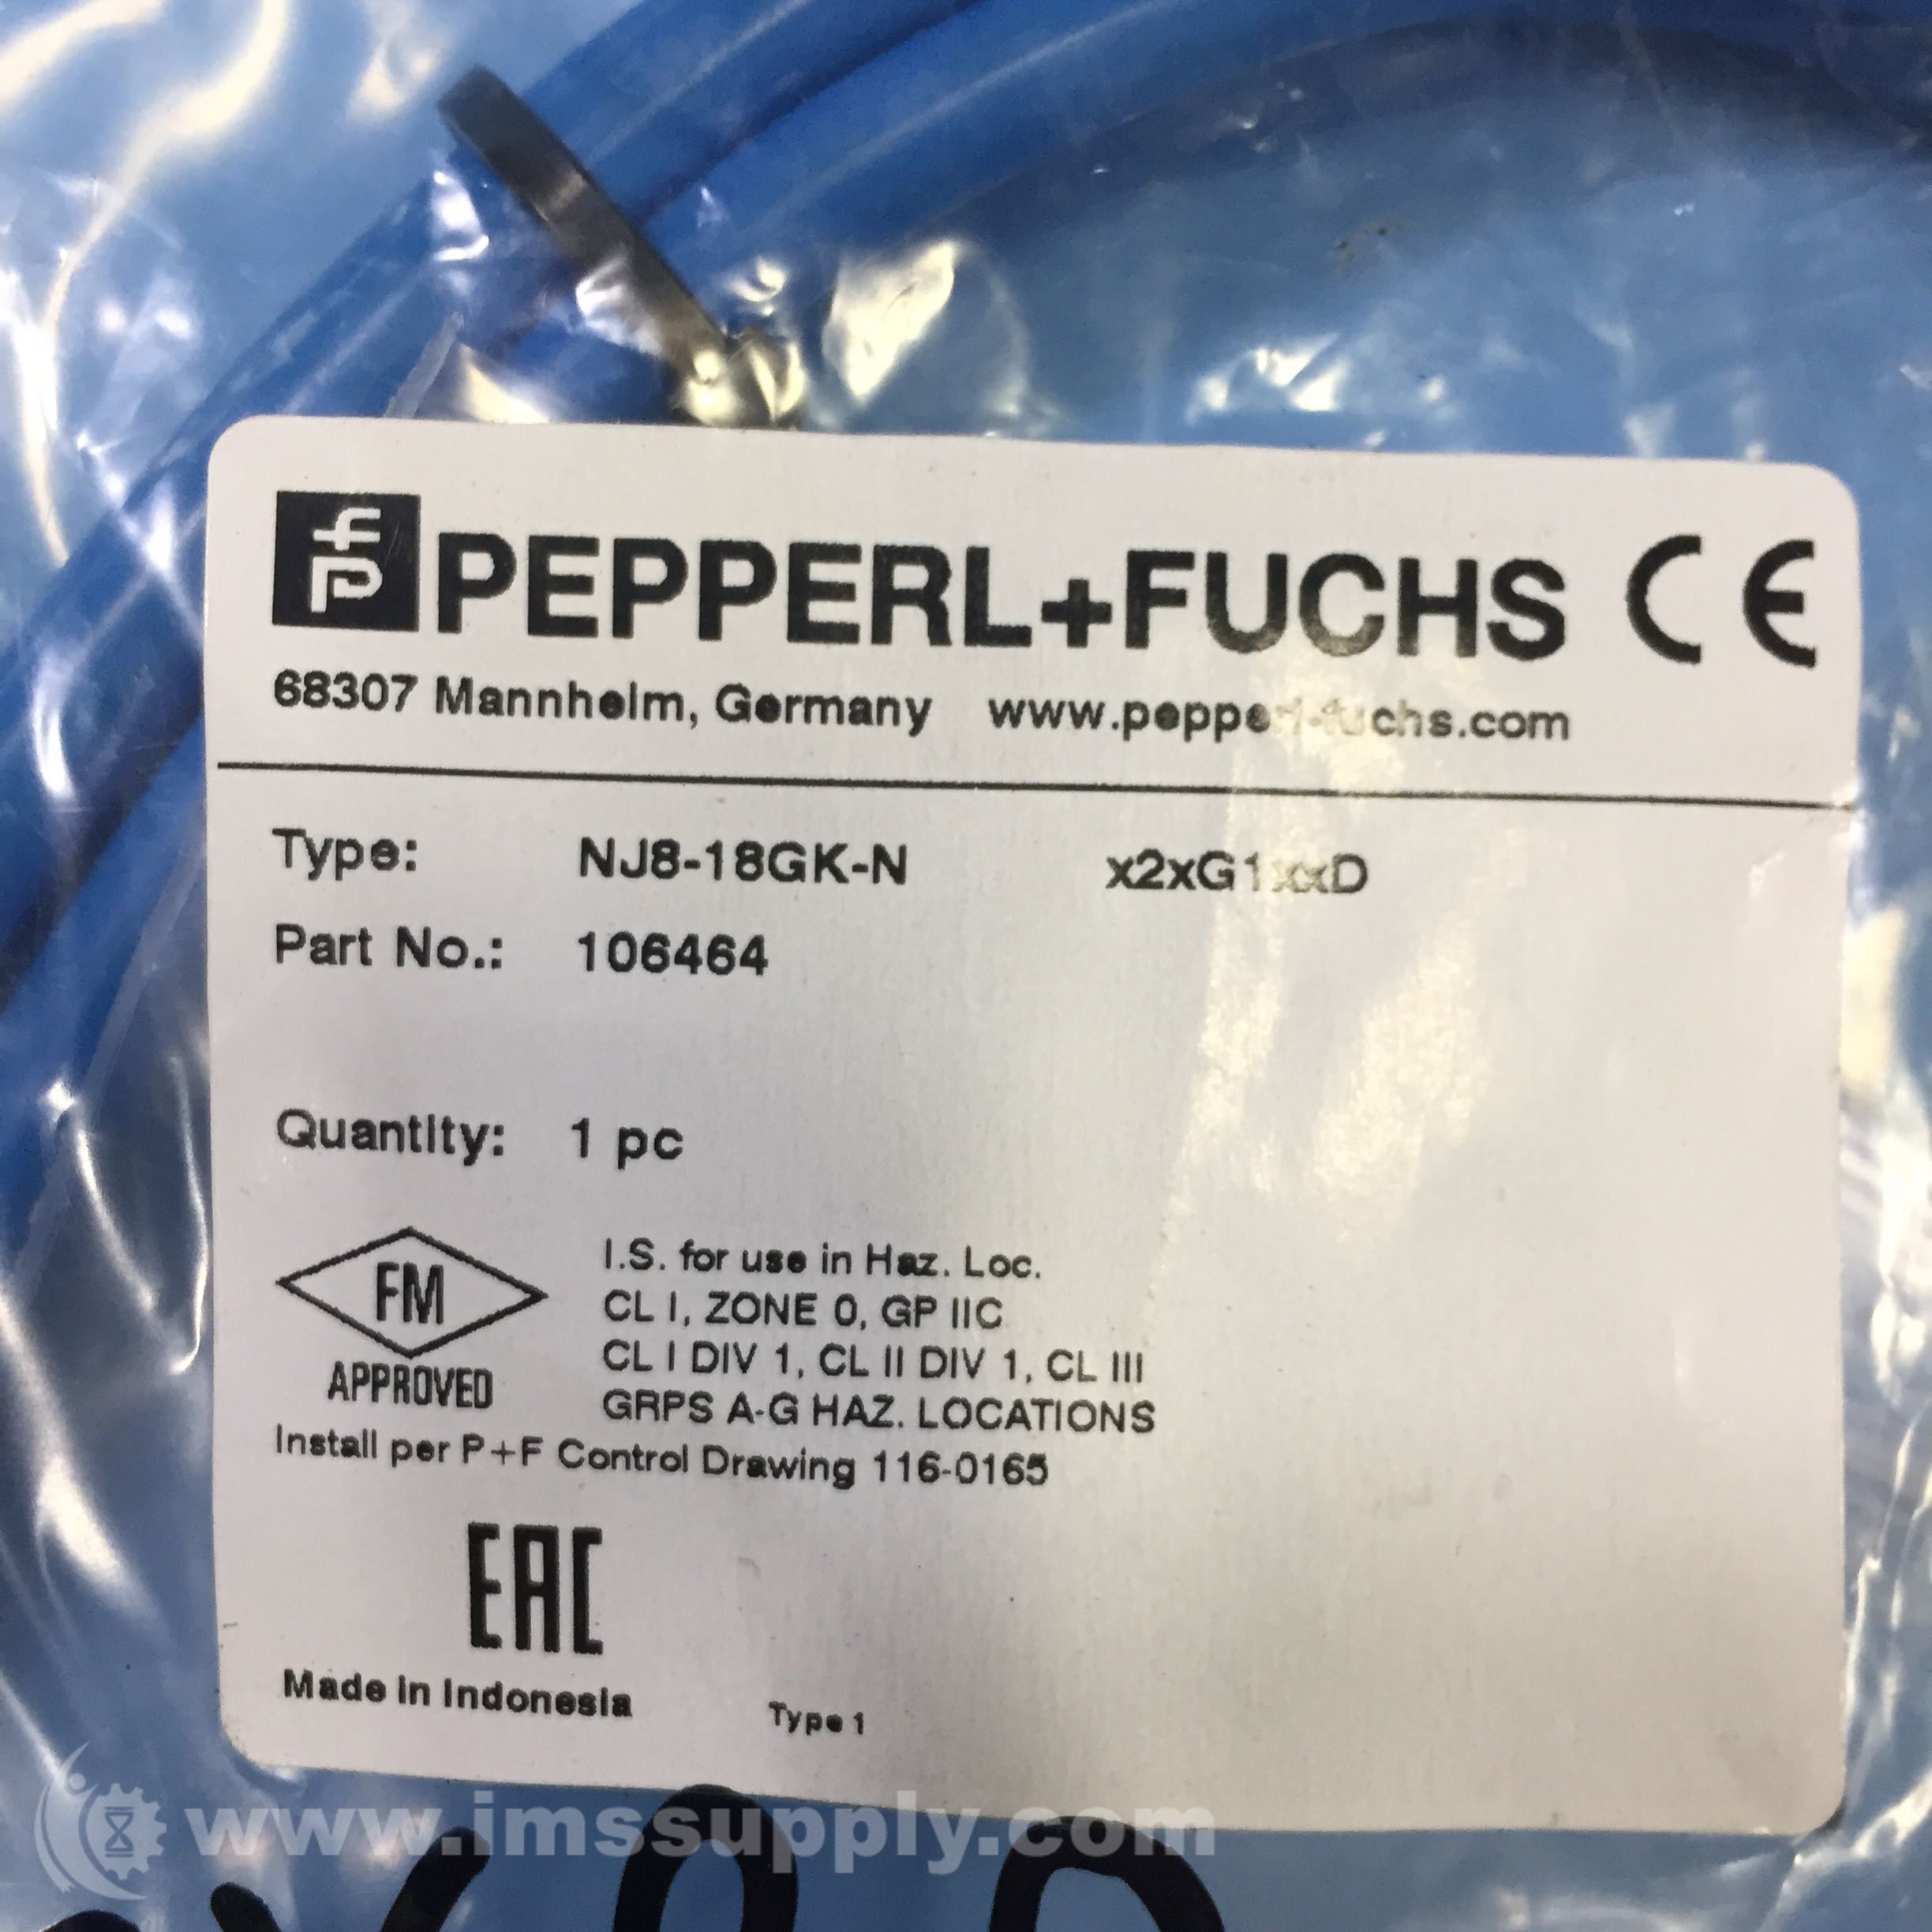 PEPPERL+FUCHS CE
68307 Mannheim, Germany www.pepperl-fuchs.com
Type: NJ8-18GK-N x2xG1xxxD
Part No.: 106464
Quantity: 1 pc
FM
APPROVED
I.S. for use in Haz. Loc.
CL I, ZONE 0, GP IIC
CL I DIV 1, CL II DIV 1, CL III
GRPS A-G HAZ. LOCATIONS
Install per P+F Control Drawing 116-0165
EAC
Made in Indonesia Type 1
www.imssupply.com